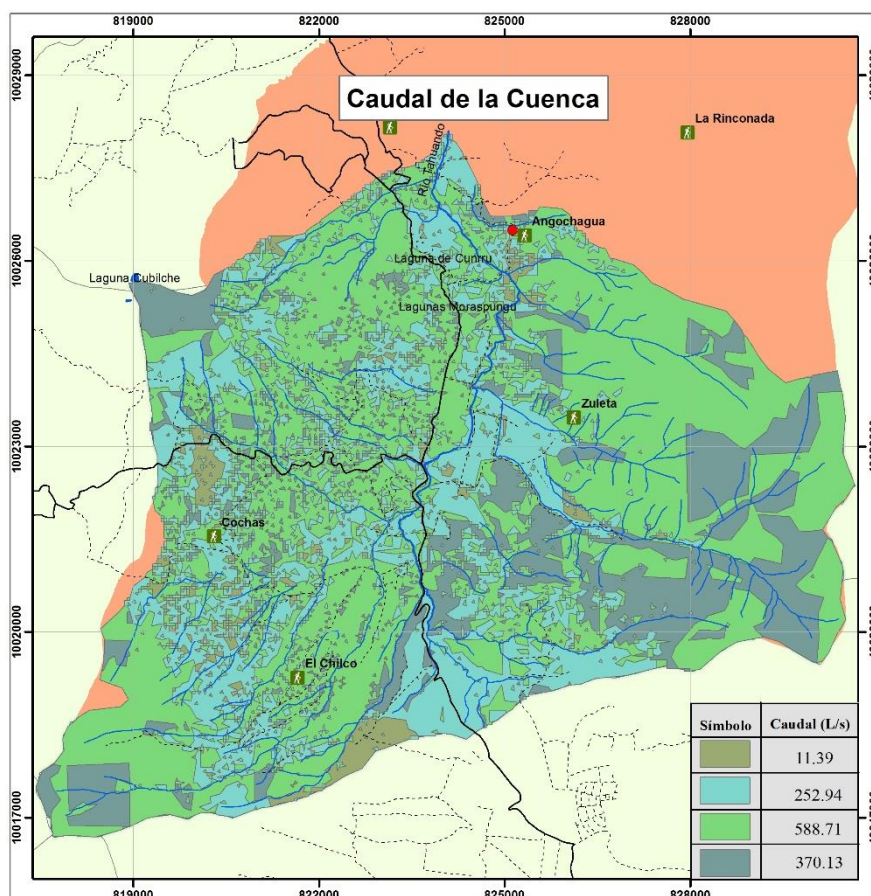 819000 822000 825000 828000
10029000
Caudal de la Cuenca
La Rinconada
Río Tahuando
Angochagua
10026000
Laguna de Cunrru
Laguna Cubilche
Lagunas Moraspungu
Zuleta
10023000
Cochas
10020000
El Chilco
Símbolo Caudal (L/s)
11.39
252.94
588.71
370.13
10017000
819000 822000 825000 828000